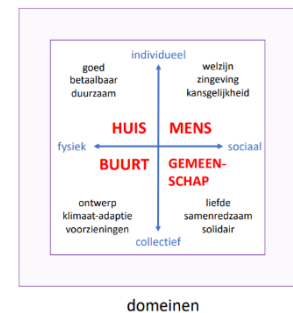 individueel
goed
betaalbaar
duurzaam
welzijn
zingeving
kansgelijkheid
HUIS
MENS
fysiek
sociaal
BUURT
GEMEEN-
SCHAP
ontwerp
klimaat-adaptie
voorzieningen
liefde
samenredzaam
solidair
collectief
domeinen